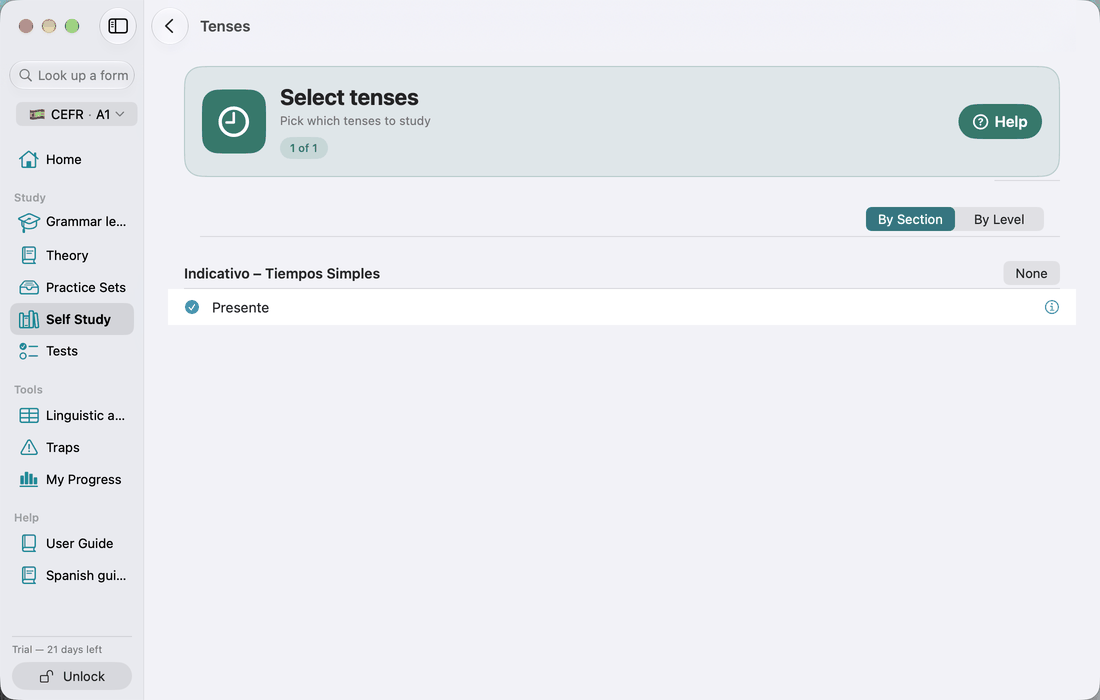 Tenses
Look up a form
CEFR · A1
Home
Study
Grammar le...
Theory
Practice Sets
Self Study
Tests
Tools
Linguistic a...
Traps
My Progress
Help
User Guide
Spanish gui...
Trial — 21 days left
Unlock
Select tenses
Pick which tenses to study
1 of 1
Help
By Section
By Level
Indicativo – Tiempos Simples
None
Presente